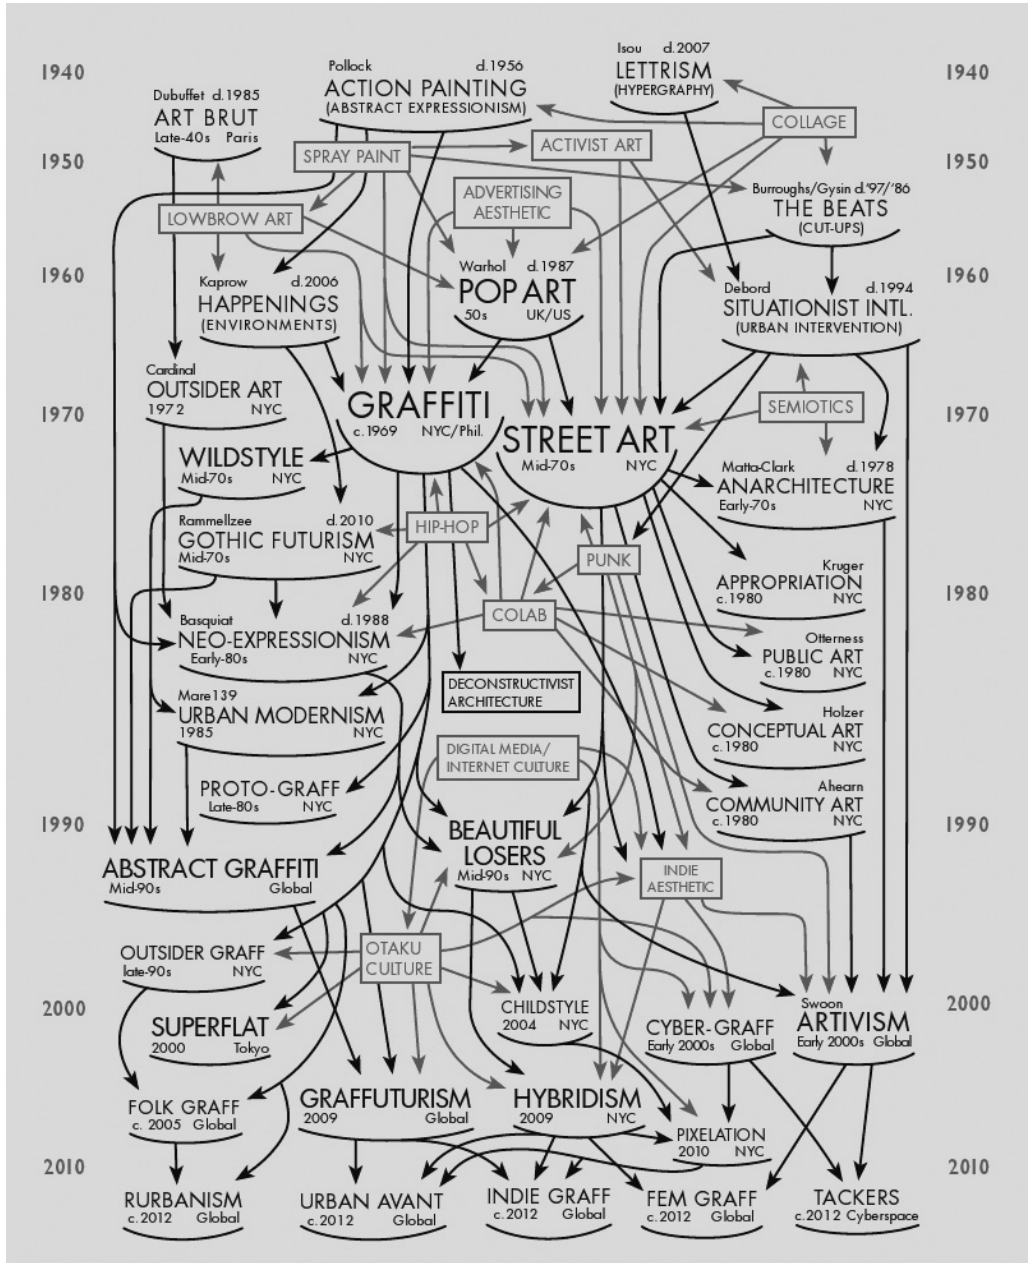 1940
Pollock d.1956
ACTION PAINTING
(ABSTRACT EXPRESSIONISM)
Isou d.2007
LETTRISM
(HYPERGRAPHY)
1940
Dubuffet d.1985
ART BRUT
Late-40s Paris
COLLAGE
1950
SPRAY PAINT
ACTIVIST ART
1950
ADVERTISING
AESTHETIC
Burroughs/Gysin d.'97/'86
THE BEATS
(CUT-UPS)
LOWBROW ART
1960
Kaprow d.2006
HAPPENINGS
(ENVIRONMENTS)
Warhol d.1987
POP ART
50s UK/US
Debord d.1994
SITUATIONIST INTL.
(URBAN INTERVENTION)
1960
Cardinal
OUTSIDER ART
1972 NYC
1970
GRAFFITI
c.1969 NYC/Phil.
SEMIOTICS
1970
STREET ART
Mid-70s NYC
WILDSTYLE
Mid-70s NYC
Matta-Clark d.1978
ANARCHITECTURE
Early-70s NYC
Rammellzee d.2010
GOTHIC FUTURISM
Mid-70s NYC
HIP-HOP
PUNK
Kruger
APPROPRIATION
c.1980 NYC
1980
COLAB
1980
Basquiat d.1988
NEO-EXPRESSIONISM
Early-80s NYC
Otterness
PUBLIC ART
c.1980 NYC
DECONSTRUCTIVIST
ARCHITECTURE
Mare139
URBAN MODERNISM
1985 NYC
Holzer
CONCEPTUAL ART
c.1980 NYC
DIGITAL MEDIA/
INTERNET CULTURE
PROTO-GRAFF
Late-80s NYC
Ahearn
COMMUNITY ART
c.1980 NYC
1990
BEAUTIFUL
LOSERS
Mid-90s NYC
1990
ABSTRACT GRAFFITI
Mid-90s Global
INDIE
AESTHETIC
OUTSIDER GRAFF
late-90s NYC
OTAKU
CULTURE
2000
CHILDSTYLE
2004 NYC
Swoon
ARTIVISM
Early 2000s Global
2000
SUPERFLAT
2000 Tokyo
CYBER-GRAFF
Early 2000s Global
FOLK GRAFF
c. 2005 Global
GRAFFUTURISM
2009 Global
HYBRIDISM
2009 NYC
PIXELATION
2010 NYC
2010
2010
RURBANISM
c.2012 Global
URBAN AVANT
c.2012 Global
INDIE GRAFF
c.2012 Global
FEM GRAFF
c.2012 Global
TACKERS
c.2012 Cyberspace